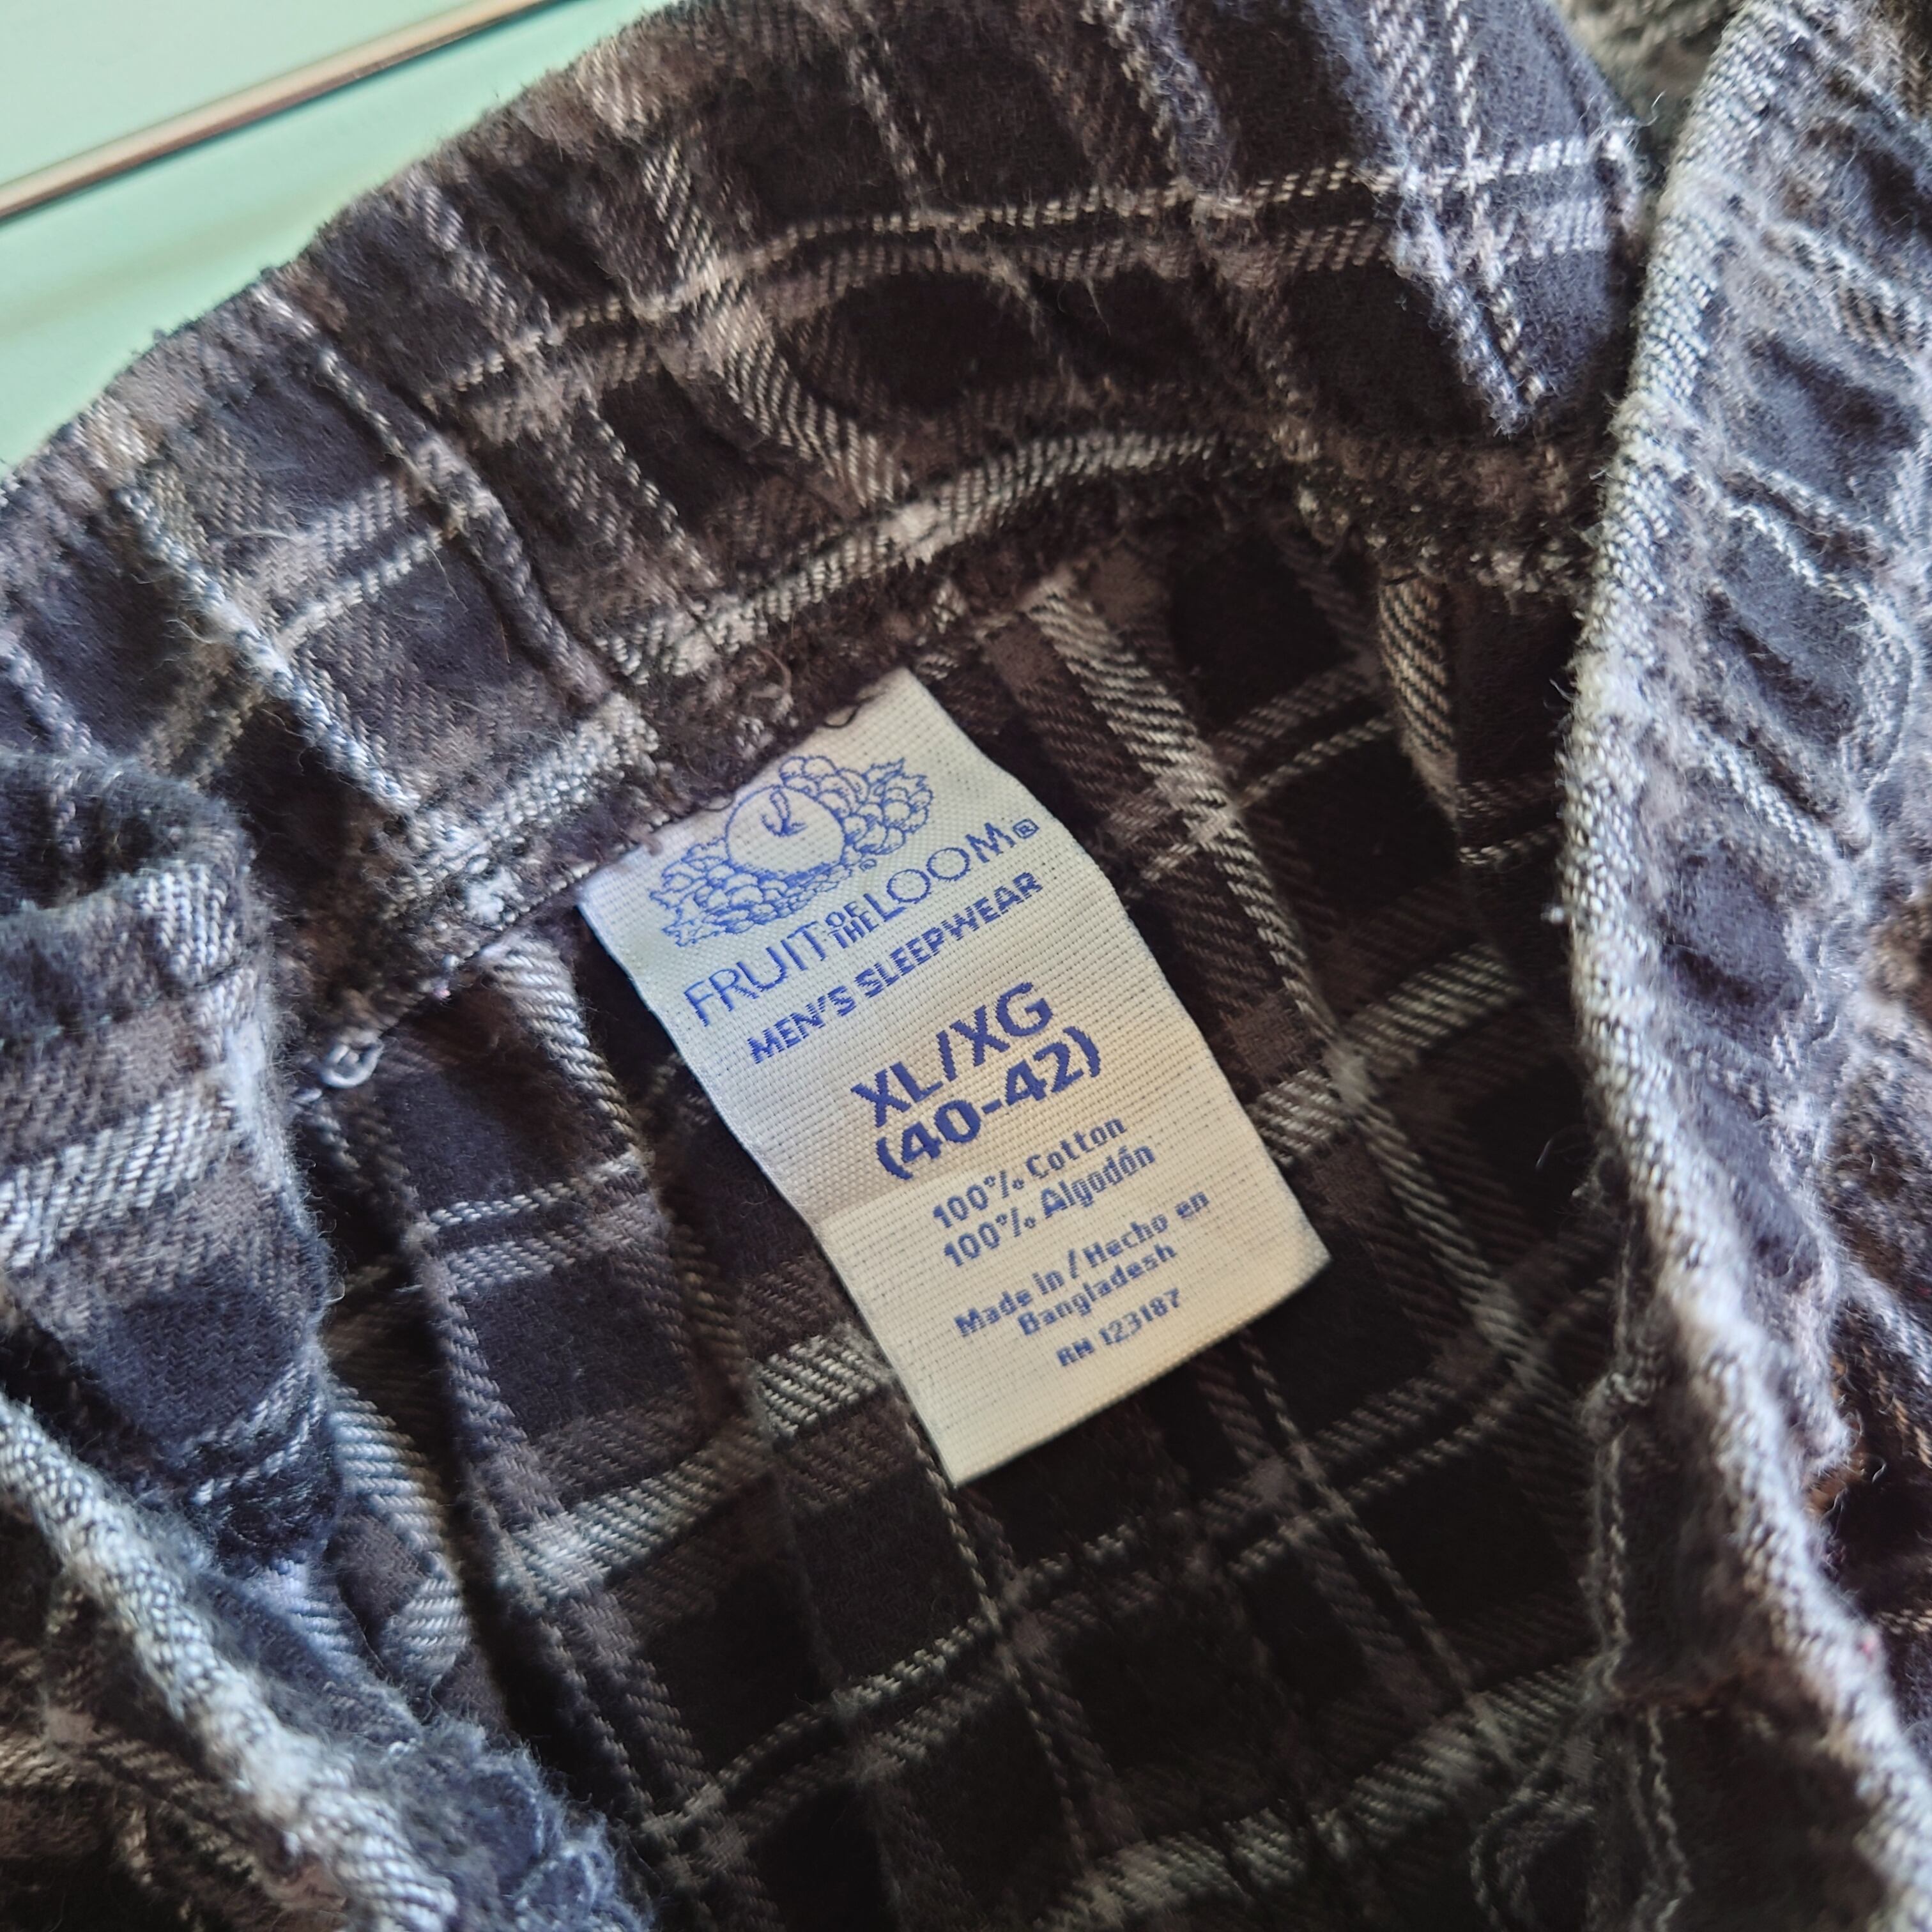 FRUIT OF THE LOOM®
MEN'S SLEEPWEAR
XL/XG
(40-42)
100% Cotton
100% Algodón
Made in / Hecho en
Bangladesh
RN 123187